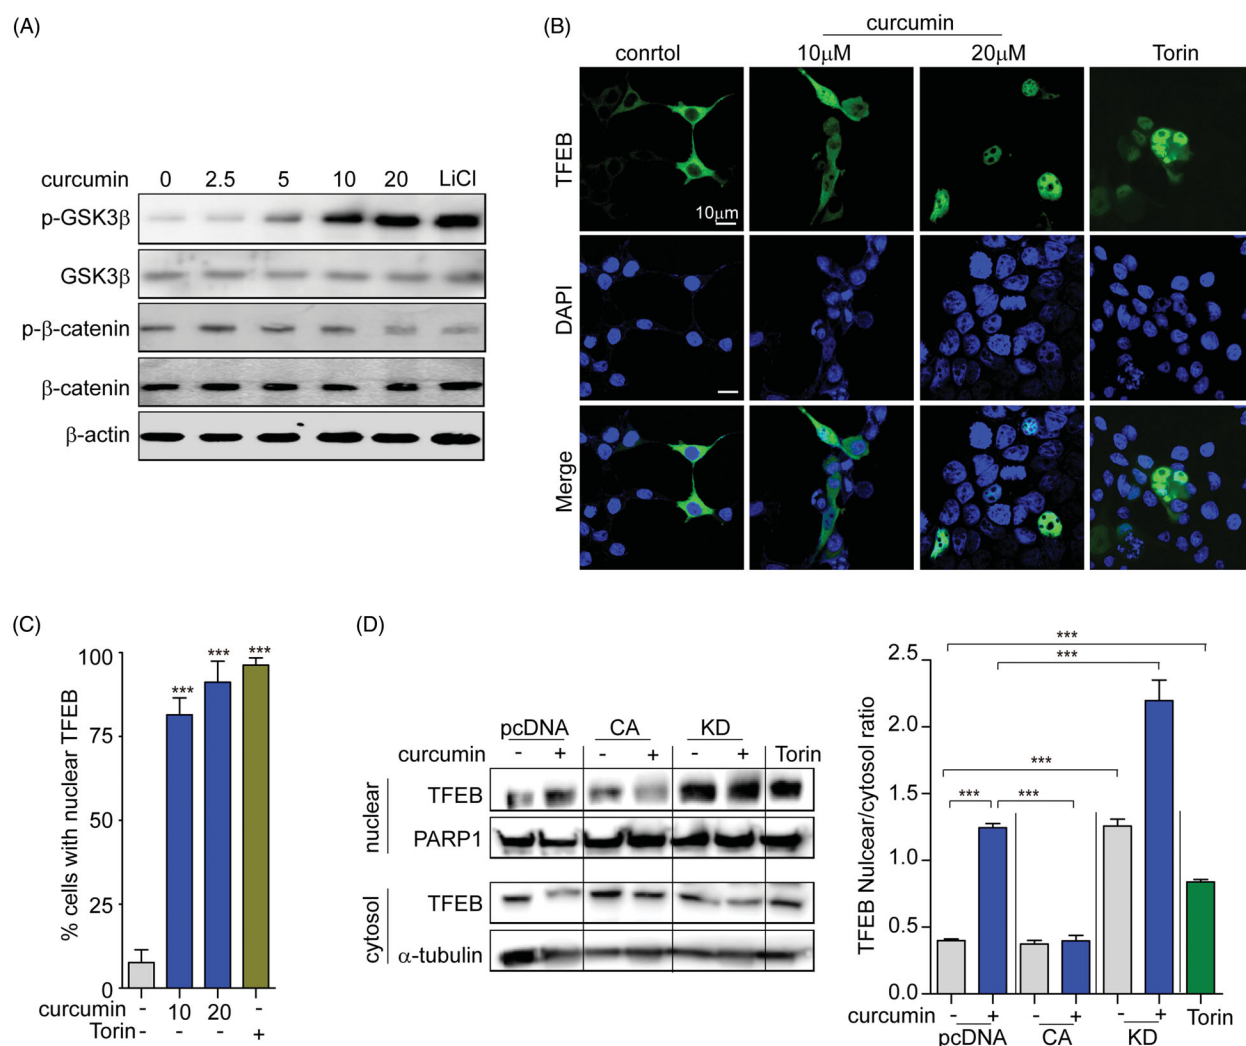 (A)
curcumin 0 2.5 5 10 20 LiCl
p-GSK3β
GSK3β
p-β-catenin
β-catenin
β-actin
(B)
curcumin
conrtol 10μM 20μM Torin
TFEB
10μm
DAPI
Merge
(C)
% cells with nuclear TFEB
100
75
50
25
0
*** *** ***
curcumin - 10 20 -
Torin - - - +
(D)
pcDNA CA KD
curcumin - + - + - + Torin
nuclear
TFEB
PARP1
cytosol
TFEB
α-tubulin
TFEB Nulcear/cytosol ratio
2.5
2.0
1.5
1.2
0.8
0.4
0.0
***
***
***
*** ***
curcumin - + - + - + Torin
pcDNA CA KD